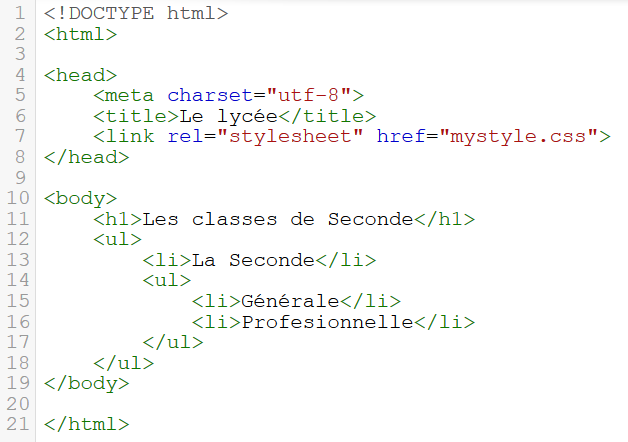 1 <!DOCTYPE html>
2 <html>
3
4 <head>
5     <meta charset="utf-8">
6     <title>Le lycée</title>
7     <link rel="stylesheet" href="mystyle.css">
8 </head>
9
10 <body>
11     <h1>Les classes de Seconde</h1>
12     <ul>
13         <li>La Seconde</li>
14         <ul>
15             <li>Générale</li>
16             <li>Profesionnelle</li>
17         </ul>
18     </ul>
19 </body>
20
21 </html>